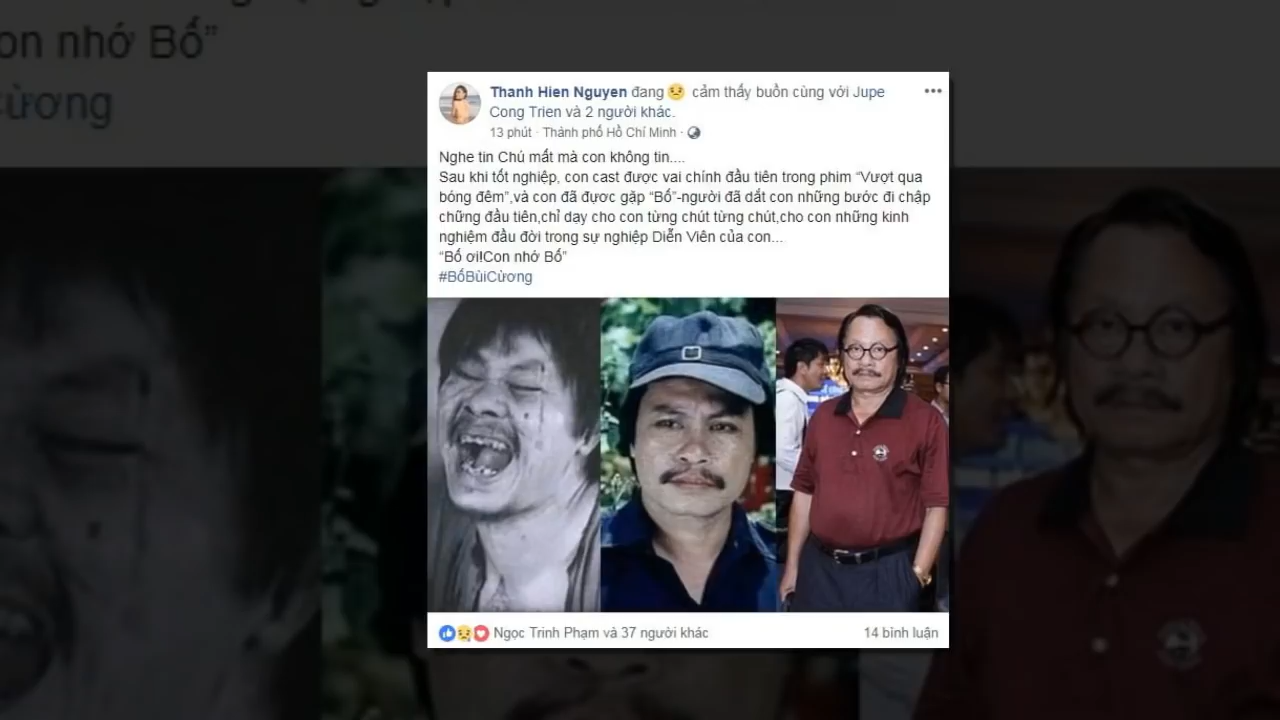 on nhớ Bố”
Cường
Thanh Hien Nguyen đang cảm thấy buồn cùng với Jupe
Cong Trien và 2 người khác.
13 phút · Thành phố Hồ Chí Minh ·
Nghe tin Chú mất mà con không tin....
Sau khi tốt nghiệp, con cast được vai chính đầu tiên trong phim “Vượt qua
bóng đêm”,và con đã được gặp “Bố”-người đã dắt con những bước đi chập
chững đầu tiên,chỉ dạy cho con từng chút từng chút,cho con những kinh
nghiệm đầu đời trong sự nghiệp Diễn Viên của con...
“Bố ơi!Con nhớ Bố”
#BốBùiCường
Ngọc Trinh Phạm và 37 người khác
14 bình luận